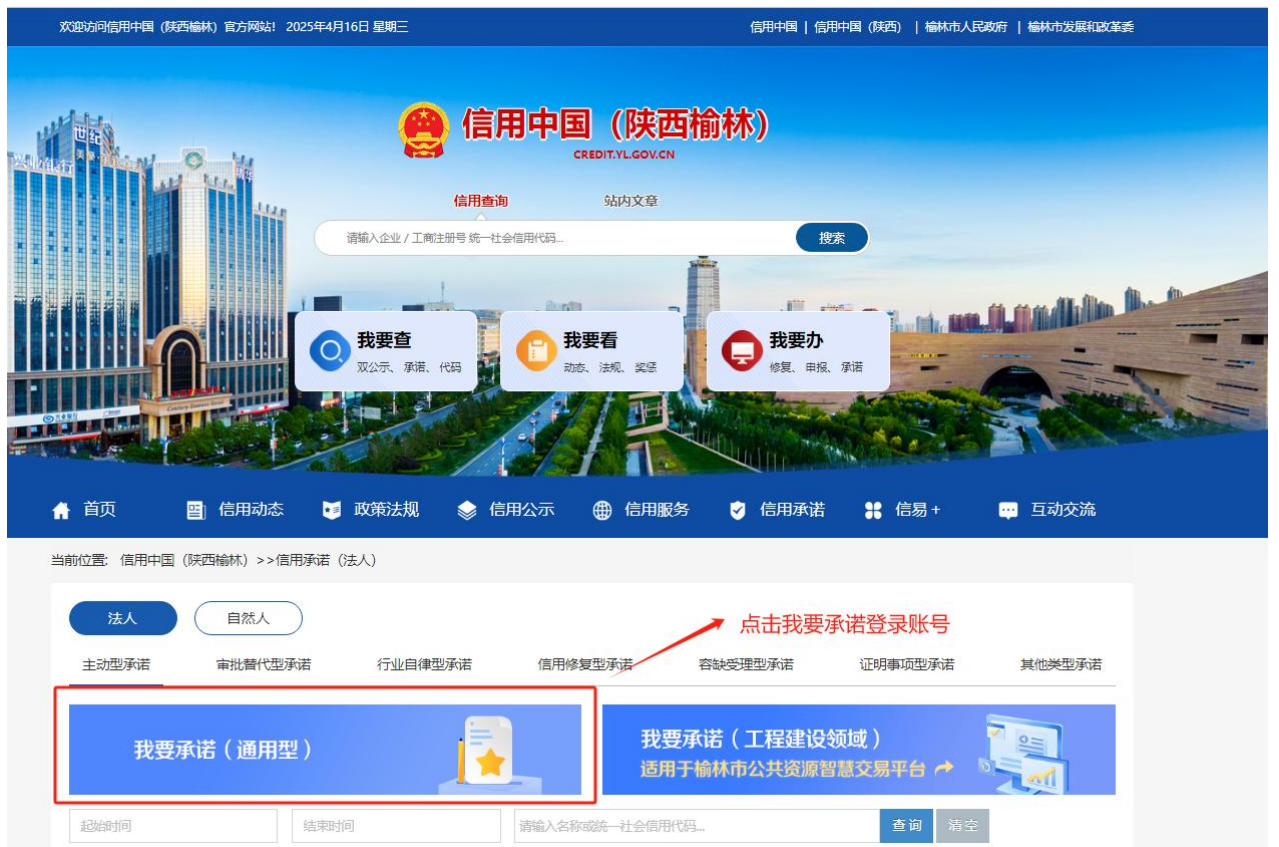 欢迎访问信用中国（陕西榆林）官方网站！ 2025年4月16日 星期三
信用中国 | 信用中国（陕西） | 榆林市人民政府 | 榆林市发展和改革委
世纪
兴业银行
信用中国（陕西榆林）
CREDIT.YL.GOV.CN
信用查询 站内文章
请输入企业 / 工商注册号 统一社会信用代码...
搜索
我要查
双公示、承诺、代码
我要看
动态、法规、奖惩
我要办
修复、申报、承诺
首页 信用动态 政策法规 信用公示 信用服务 信用承诺 信易+ 互动交流
当前位置: 信用中国（陕西榆林）>>信用承诺（法人）
法人 自然人
点击我要承诺登录账号
主动型承诺 审批替代型承诺 行业自律型承诺 信用修复型承诺 容缺受理型承诺 证明事项型承诺 其他类型承诺
我要承诺（通用型）
我要承诺（工程建设领域）
适用于榆林市公共资源智慧交易平台
起始时间 结束时间 请输入名称或统一社会信用代码... 查询 清空